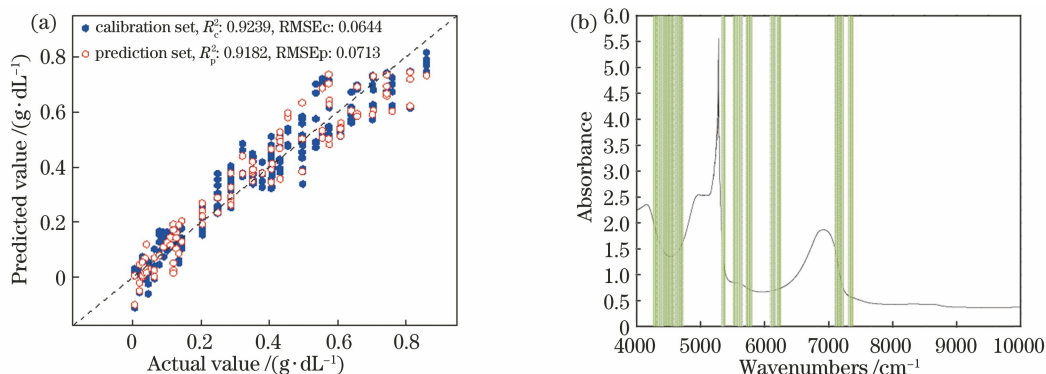 (a)
calibration set, R²c: 0.9239, RMSEc: 0.0644
prediction set, R²p: 0.9182, RMSEp: 0.0713
0.8
0.6
0.4
0.2
0
0 0.2 0.4 0.6 0.8
Predicted value /(g·dL⁻¹)
Actual value /(g·dL⁻¹)
(b)
6.0
5.5
5.0
4.5
4.0
3.5
3.0
2.5
2.0
1.5
1.0
0.5
0
4000 5000 6000 7000 8000 9000 10000
Absorbance
Wavenumbers /cm⁻¹